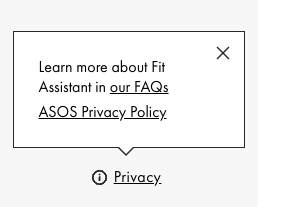 Learn more about Fit
Assistant in our FAQs
ASOS Privacy Policy
Privacy